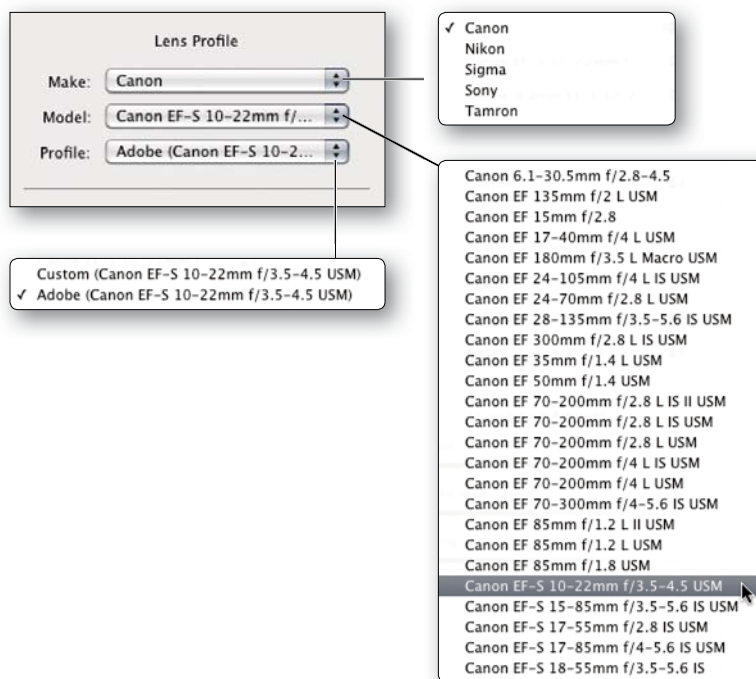 Lens Profile
Make: Canon
Model: Canon EF-S 10-22mm f/...
Profile: Adobe (Canon EF-S 10-2...
✓ Canon
Nikon
Sigma
Sony
Tamron
Custom (Canon EF-S 10-22mm f/3.5-4.5 USM)
✓ Adobe (Canon EF-S 10-22mm f/3.5-4.5 USM)
Canon 6.1-30.5mm f/2.8-4.5
Canon EF 135mm f/2 L USM
Canon EF 15mm f/2.8
Canon EF 17-40mm f/4 L USM
Canon EF 180mm f/3.5 L Macro USM
Canon EF 24-105mm f/4 L IS USM
Canon EF 24-70mm f/2.8 L USM
Canon EF 28-135mm f/3.5-5.6 IS USM
Canon EF 300mm f/2.8 L IS USM
Canon EF 35mm f/1.4 L USM
Canon EF 50mm f/1.4 USM
Canon EF 70-200mm f/2.8 L IS II USM
Canon EF 70-200mm f/2.8 L IS USM
Canon EF 70-200mm f/2.8 L USM
Canon EF 70-200mm f/4 L IS USM
Canon EF 70-200mm f/4 L USM
Canon EF 70-300mm f/4-5.6 IS USM
Canon EF 85mm f/1.2 L II USM
Canon EF 85mm f/1.2 L USM
Canon EF 85mm f/1.8 USM
Canon EF-S 10-22mm f/3.5-4.5 USM
Canon EF-S 15-85mm f/3.5-5.6 IS USM
Canon EF-S 17-55mm f/2.8 IS USM
Canon EF-S 17-85mm f/4-5.6 IS USM
Canon EF-S 18-55mm f/3.5-5.6 IS